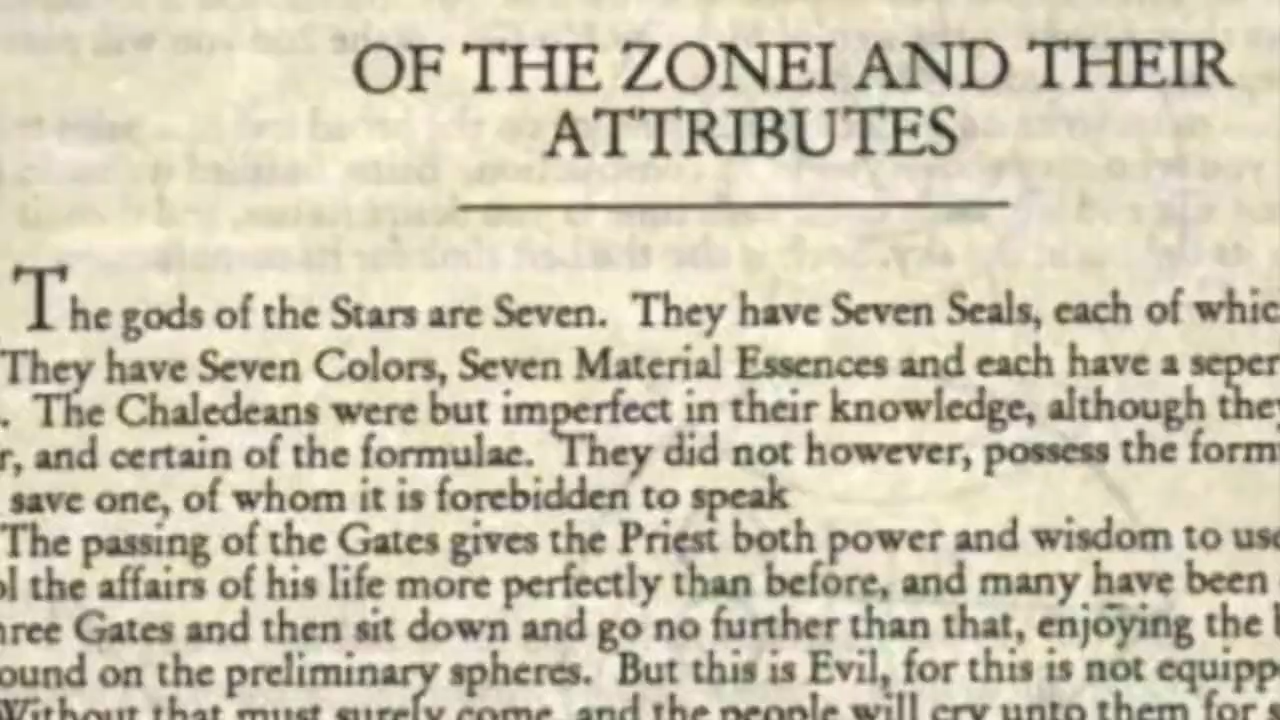 OF THE ZONEI AND THEIR
ATTRIBUTES
The gods of the Stars are Seven. They have Seven Seals, each of whic
They have Seven Colors, Seven Material Essences and each have a seper
. The Chaledeans were but imperfect in their knowledge, although they
r, and certain of the formulae. They did not however, possess the form
save one, of whom it is forebidden to speak
The passing of the Gates gives the Priest both power and wisdom to use
ol the affairs of his life more perfectly than before, and many have been
hree Gates and then sit down and go no further than that, enjoying the
ound on the preliminary spheres. But this is Evil, for this is not equipp
Without that must surely come, and the people will cry unto them for s